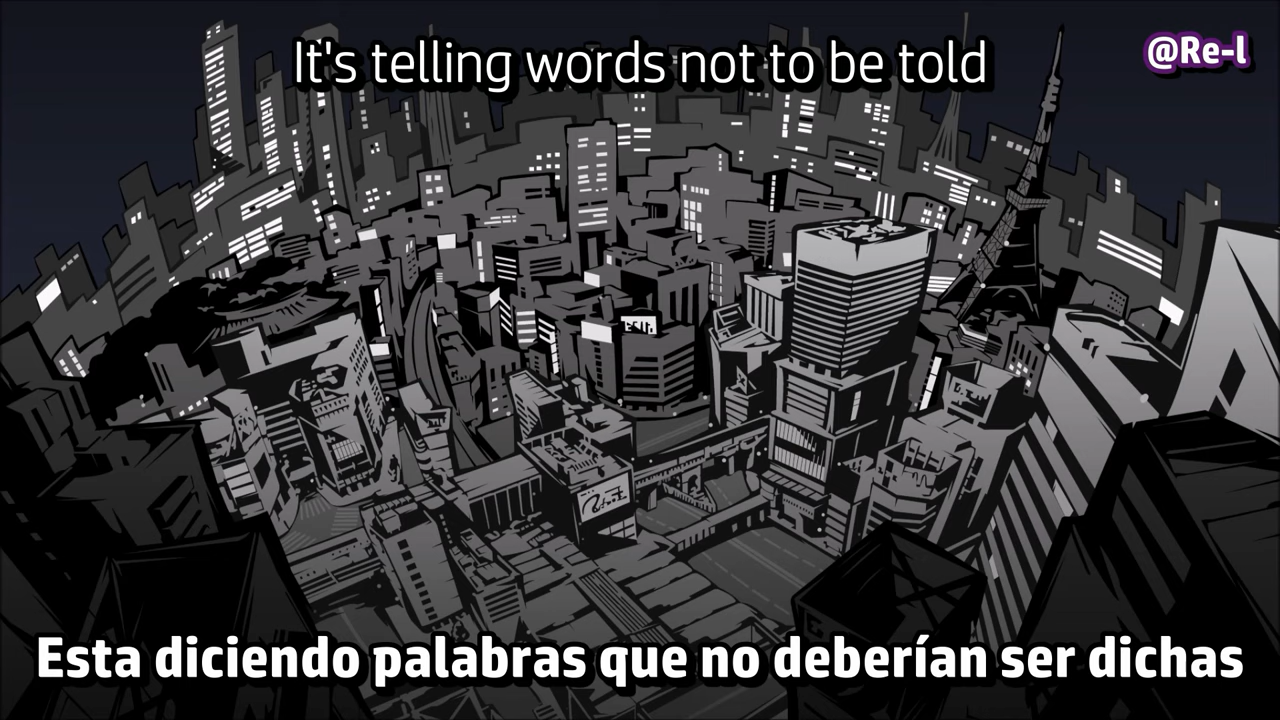 It's telling words not to be told
@Re-l
Esta diciendo palabras que no deberían ser dichas